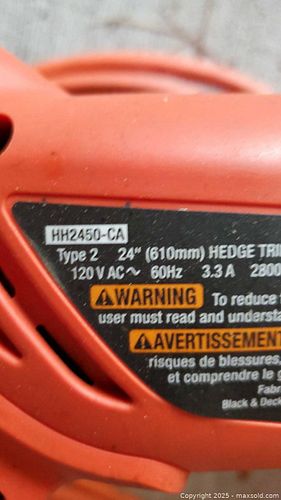 HH2450-CA
Type 2 24" (610mm) HEDGE TRI
120 V AC~ 60Hz 3.3 A 2800
WARNING To reduce
user must read and understa
AVERTISSEMENT
risques de blessures,
et comprendre le
Fabr
Black & Deck
Copyright 2025 - maxsold.com